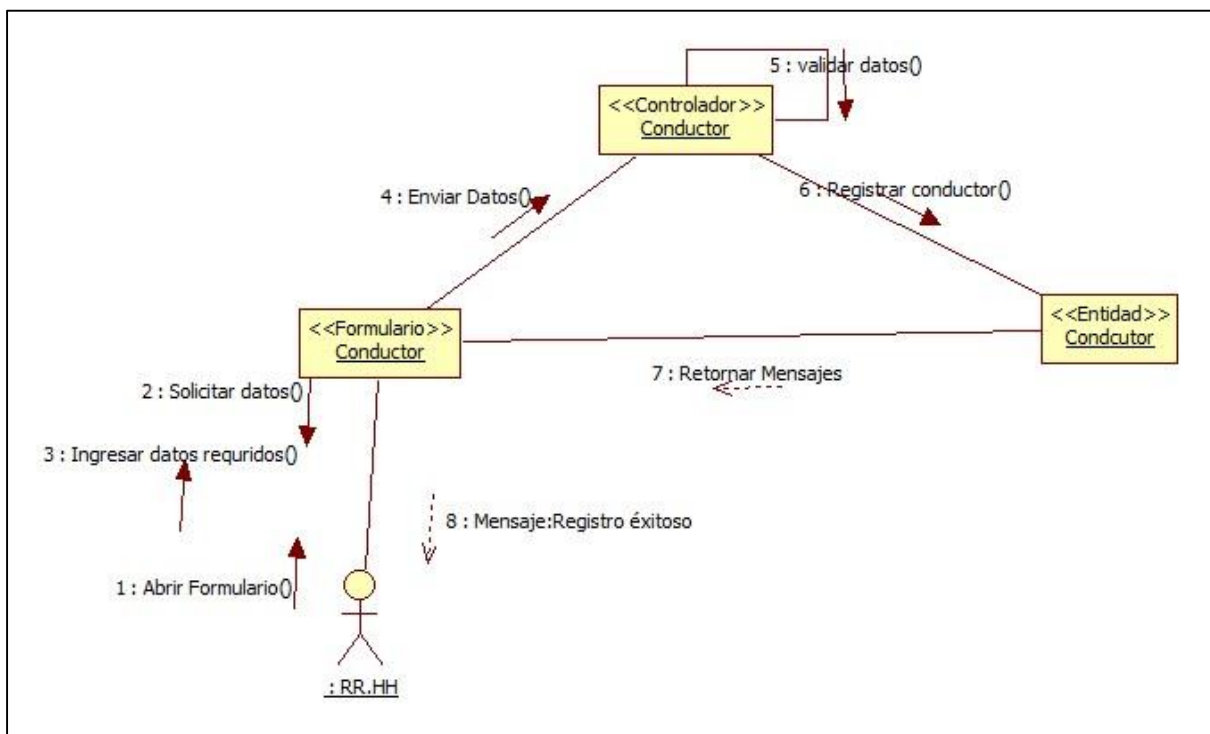 5 : validar datos()
<<Controlador>>
Conductor
4 : Enviar Datos()
6 : Registrar conductor()
<<Formulario>>
Conductor
<<Entidad>>
Condcutor
7 : Retornar Mensajes
2 : Solicitar datos()
3 : Ingresar datos requridos()
8 : Mensaje:Registro éxitoso
1 : Abrir Formulario()
: RR.HH